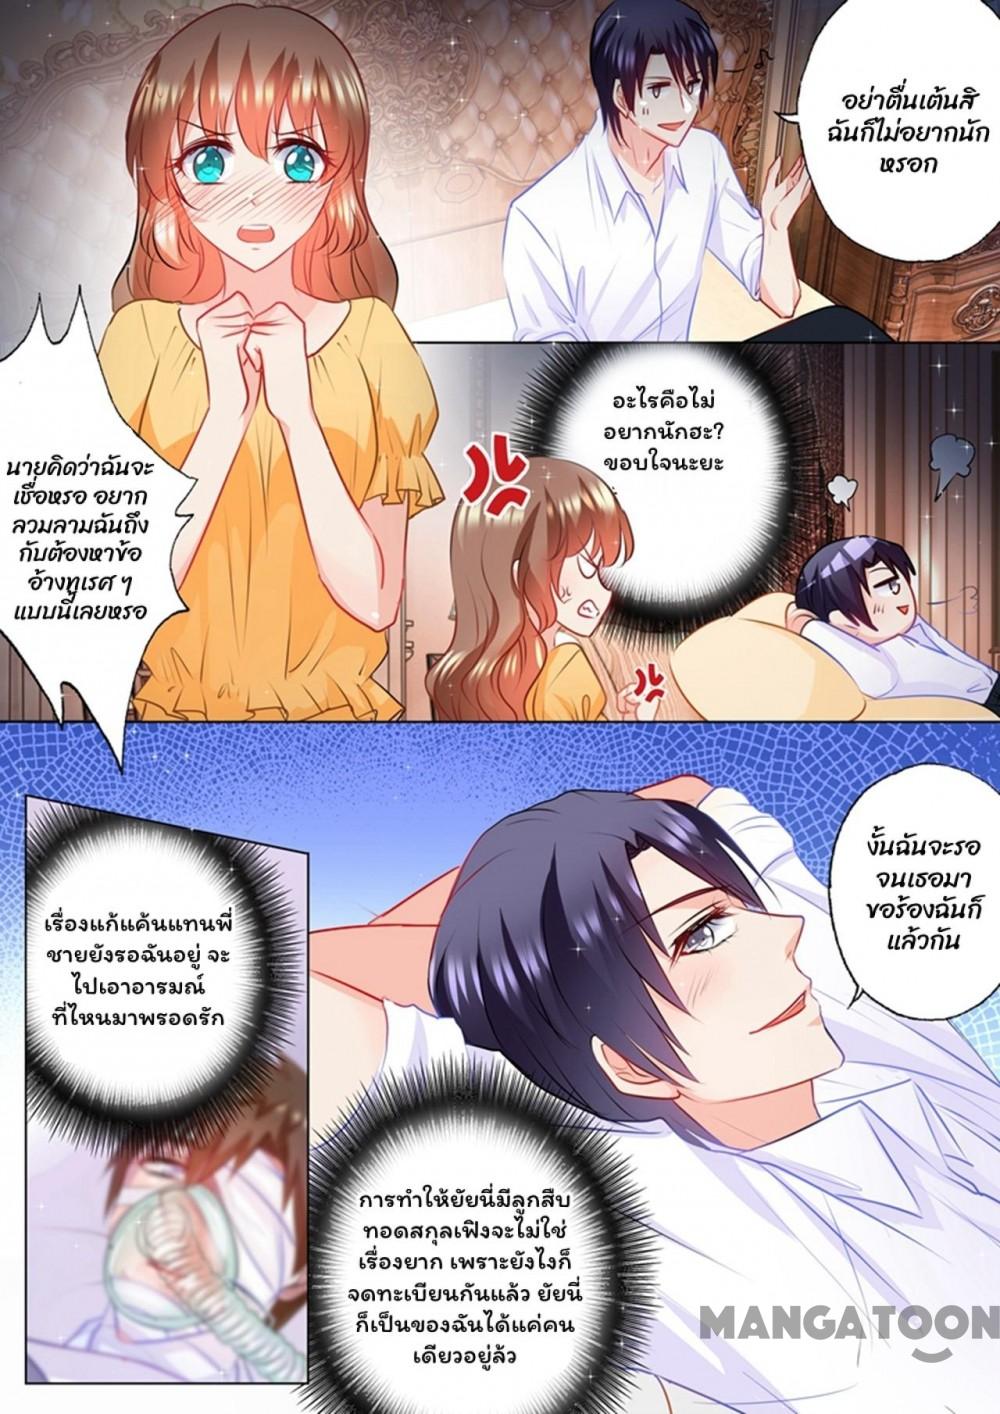 อย่าตื่นเต้นสิ
ฉันก็ไม่อยากนัก
หรอก
นายคิดว่าฉันจะ
เชื่อหรอ อยาก
ลวมลามฉันถึง
กับต้องหาข้อ
อ้างทุเรศ ๆ
แบบนี้เลยหรอ
อะไรคือไม่
อยากนักฮะ?
ขอบใจนะยะ
งั้นฉันจะรอ
จนเธอมา
ขอร้องฉันก็
แล้วกัน
เรื่องแก้แค้นแทนพี่
ชายยังรอฉันอยู่ จะ
ไปเอาอารมณ์
ที่ไหนมาพรอดรัก
การทำให้ยัยนี่มีลูกสืบ
ทอดสกุลเฟิงจะไม่ใช่
เรื่องยาก เพราะยังไงก็
จดทะเบียนกันแล้ว ยัยนี่
ก็เป็นของฉันได้แค่คน
เดียวอยู่ล้ว
MANGATOON